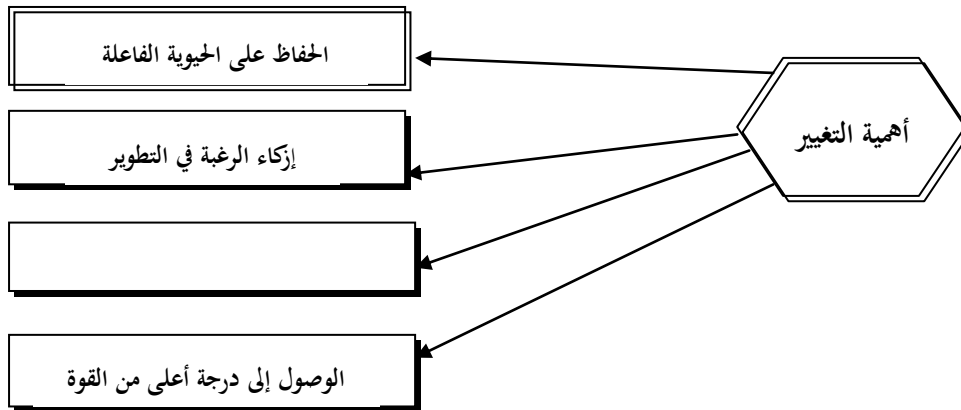 أهمية التغيير
الحفاظ على الحيوية الفاعلة
إزكاء الرغبة في التطوير
الوصول إلى درجة أعلى من القوة